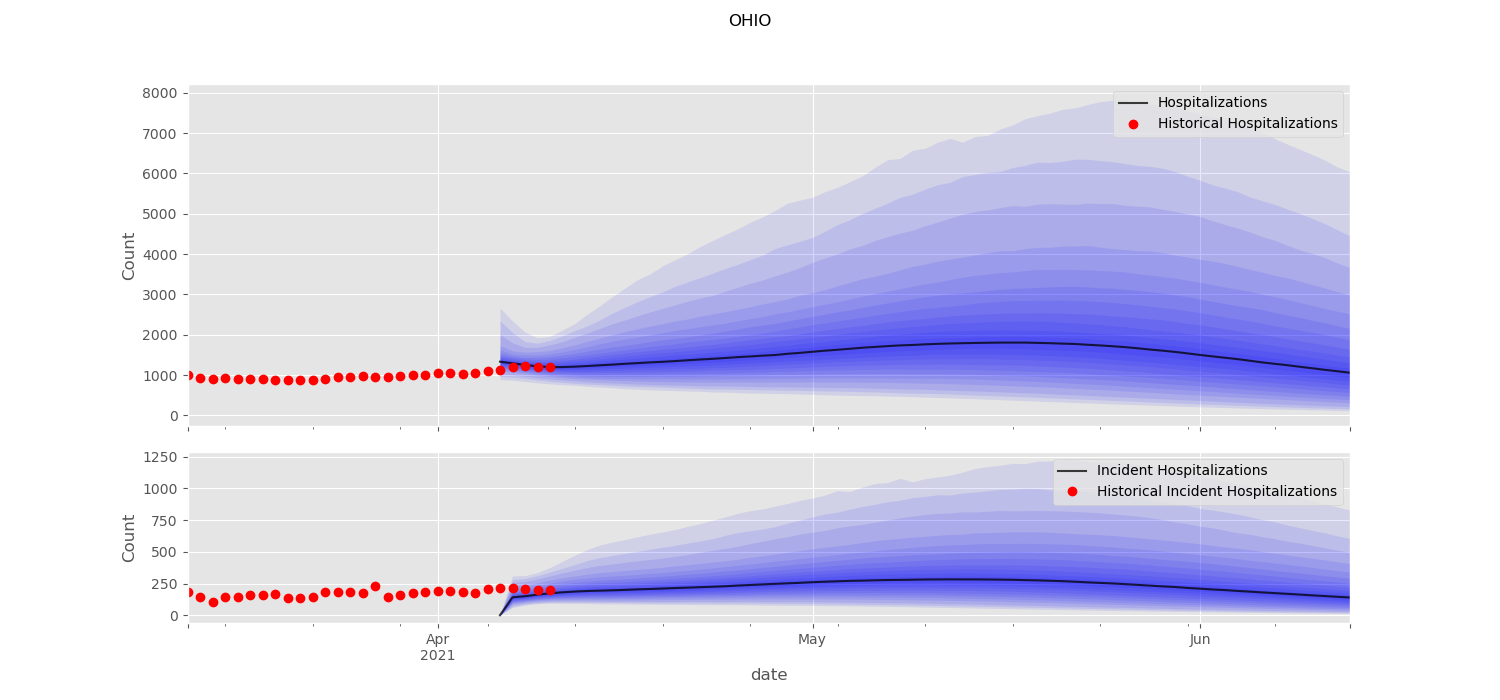 OHIO
8000
7000
6000
5000
4000
3000
2000
1000
0
Count
Hospitalizations
Historical Hospitalizations
1250
1000
750
500
250
0
Count
Incident Hospitalizations
Historical Incident Hospitalizations
Apr
2021
May
Jun
date